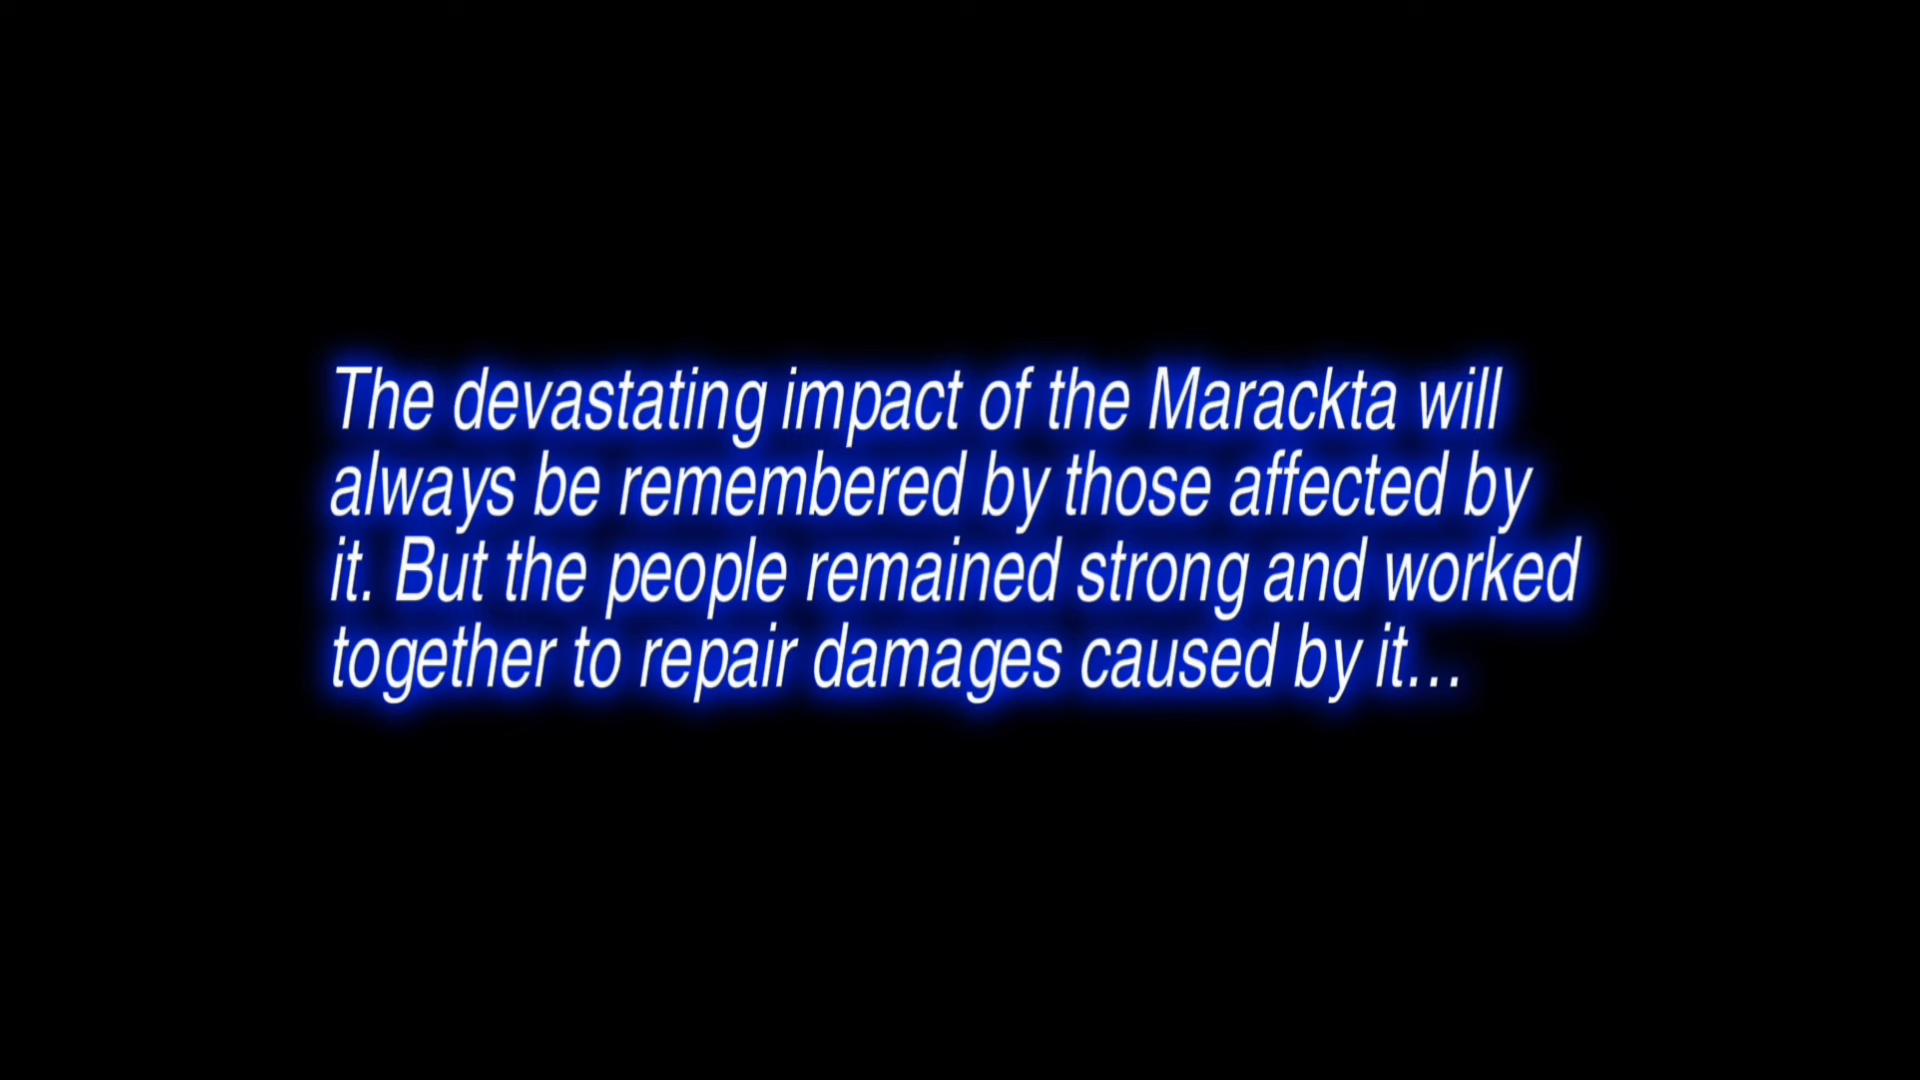 The devastating impact of the Marackta will
always be remembered by those affected by
it. But the people remained strong and worked
together to repair damages caused by it...